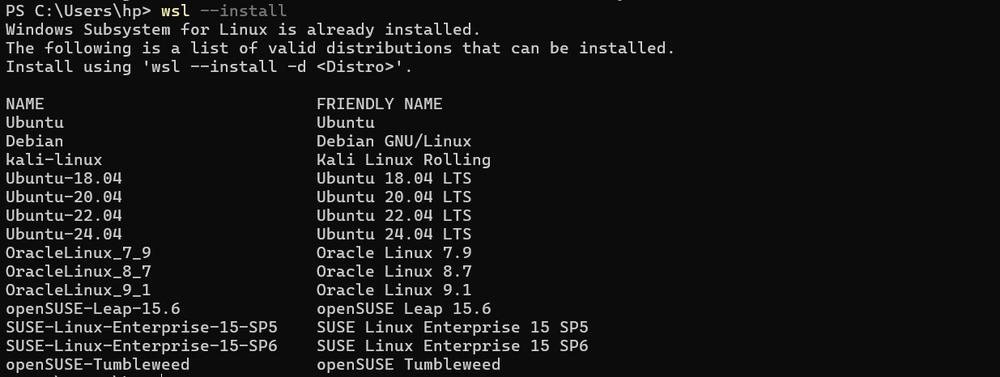 PS C:\Users\hp> wsl --install
Windows Subsystem for Linux is already installed.
The following is a list of valid distributions that can be installed.
Install using 'wsl --install -d <Distro>'.
NAME FRIENDLY NAME
Ubuntu Ubuntu
Debian Debian GNU/Linux
kali-linux Kali Linux Rolling
Ubuntu-18.04 Ubuntu 18.04 LTS
Ubuntu-20.04 Ubuntu 20.04 LTS
Ubuntu-22.04 Ubuntu 22.04 LTS
Ubuntu-24.04 Ubuntu 24.04 LTS
OracleLinux_7_9 Oracle Linux 7.9
OracleLinux_8_7 Oracle Linux 8.7
OracleLinux_9_1 Oracle Linux 9.1
openSUSE-Leap-15.6 openSUSE Leap 15.6
SUSE-Linux-Enterprise-15-SP5 SUSE Linux Enterprise 15 SP5
SUSE-Linux-Enterprise-15-SP6 SUSE Linux Enterprise 15 SP6
openSUSE-Tumbleweed openSUSE Tumbleweed